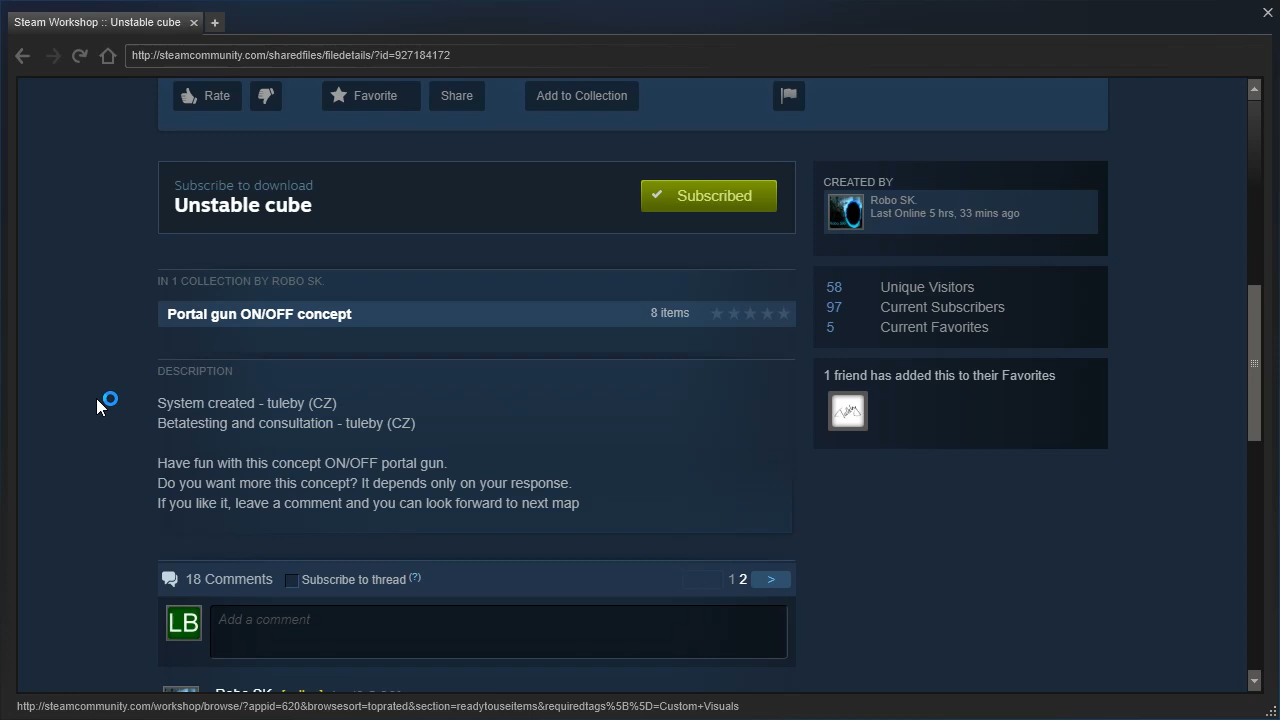 Steam Workshop :: Unstable cube
http://steamcommunity.com/sharedfiles/filedetails/?id=927184172
Rate
Favorite
Share
Add to Collection
Subscribe to download
Unstable cube
Subscribed
CREATED BY
Robo SK.
Last Online 5 hrs, 33 mins ago
IN 1 COLLECTION BY ROBO SK.
Portal gun ON/OFF concept
8 items
58 Unique Visitors
97 Current Subscribers
5 Current Favorites
1 friend has added this to their Favorites
DESCRIPTION
System created - tuleby (CZ)
Betatesting and consultation - tuleby (CZ)
Have fun with this concept ON/OFF portal gun.
Do you want more this concept? It depends only on your response.
If you like it, leave a comment and you can look forward to next map
18 Comments
Subscribe to thread (?)
1 2 >
LB
Add a comment
Robo SK.
http://steamcommunity.com/workshop/browse/?appid=620&browsesort=toprated&section=readytouseitems&requiredtags%5B%5D=Custom+Visuals